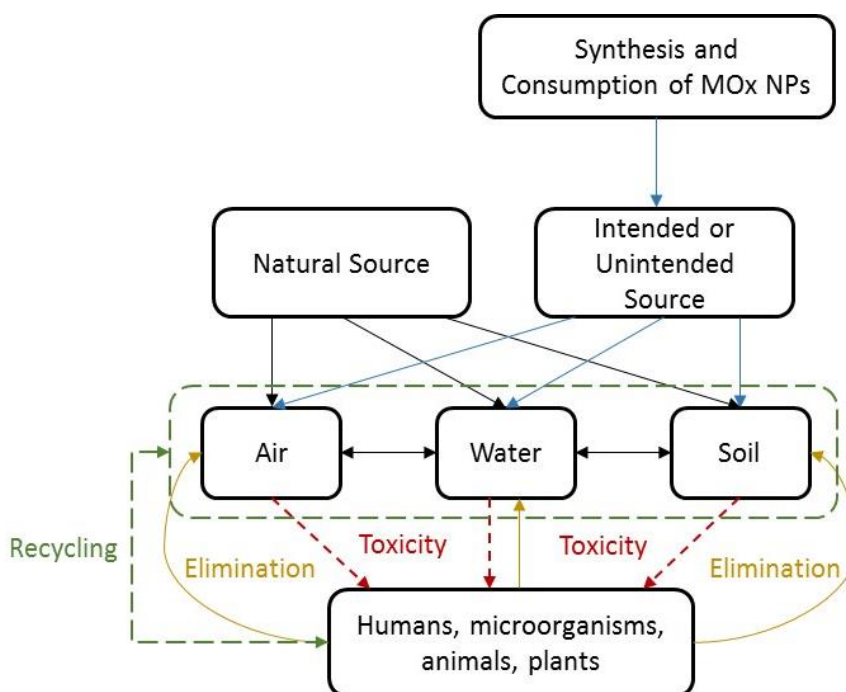 Synthesis and
Consumption of MOx NPs
Natural Source
Intended or
Unintended
Source
Air
Water
Soil
Recycling
Elimination
Toxicity
Toxicity
Elimination
Humans, microorganisms,
animals, plants